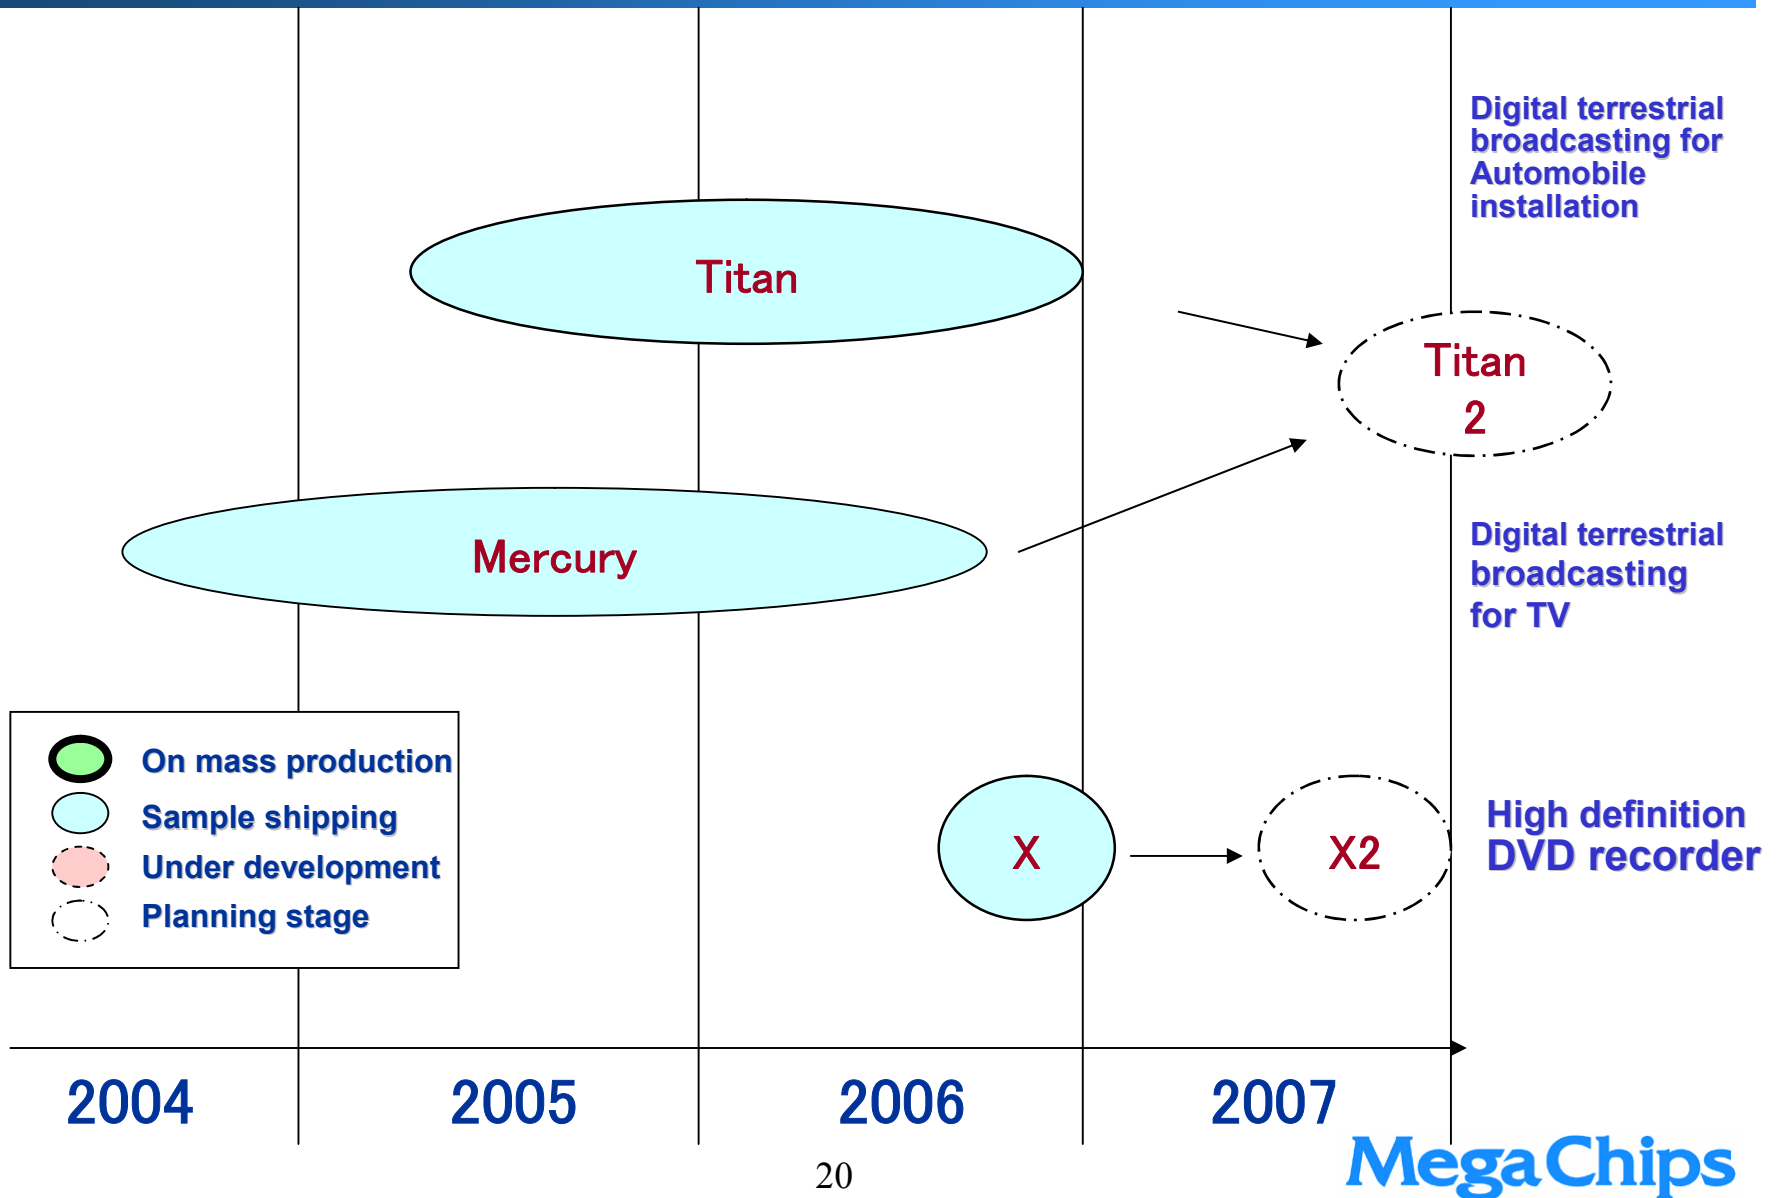 Digital terrestrial
broadcasting for
Automobile
installation
Titan
Titan
2
Mercury
Digital terrestrial
broadcasting
for TV
On mass production
Sample shipping
Under development
Planning stage
X
X2
High definition
DVD recorder
2004
2005
2006
2007
20
MegaChips